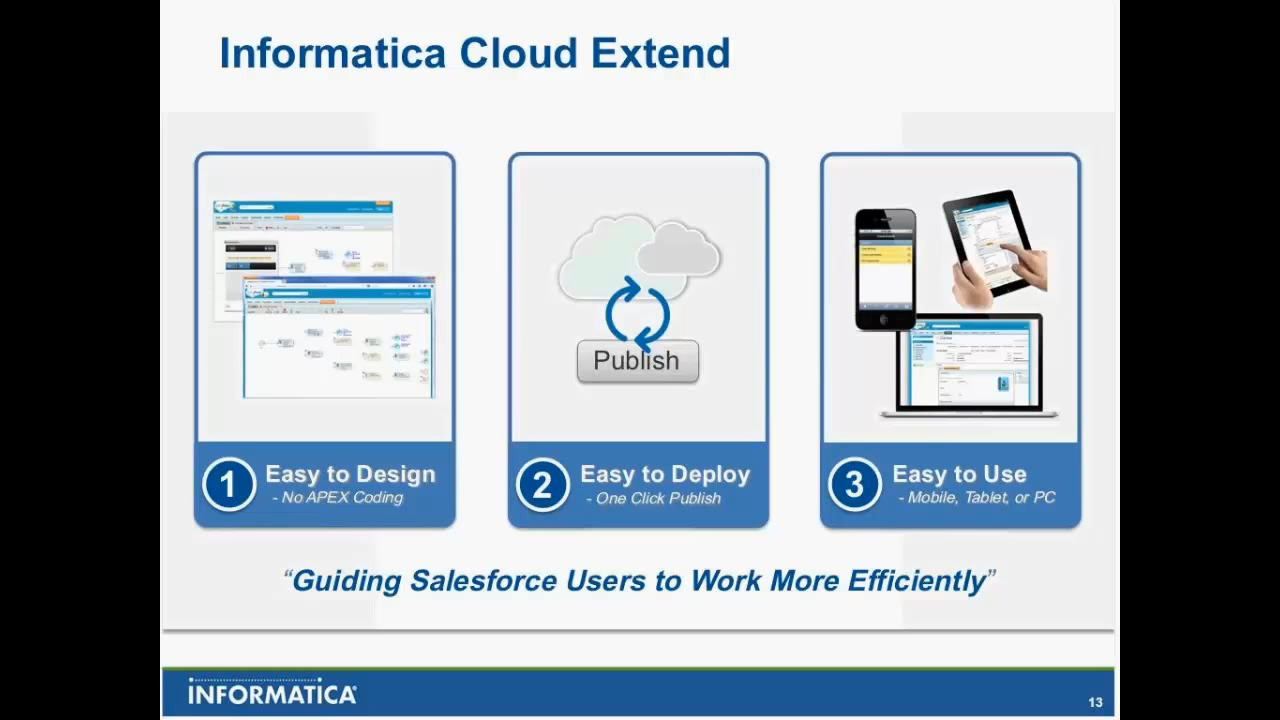 Informatica Cloud Extend
Publish
1
Easy to Design
- No APEX Coding
2
Easy to Deploy
- One Click Publish
3
Easy to Use
- Mobile, Tablet, or PC
“Guiding Salesforce Users to Work More Efficiently”
INFORMATICA®
13